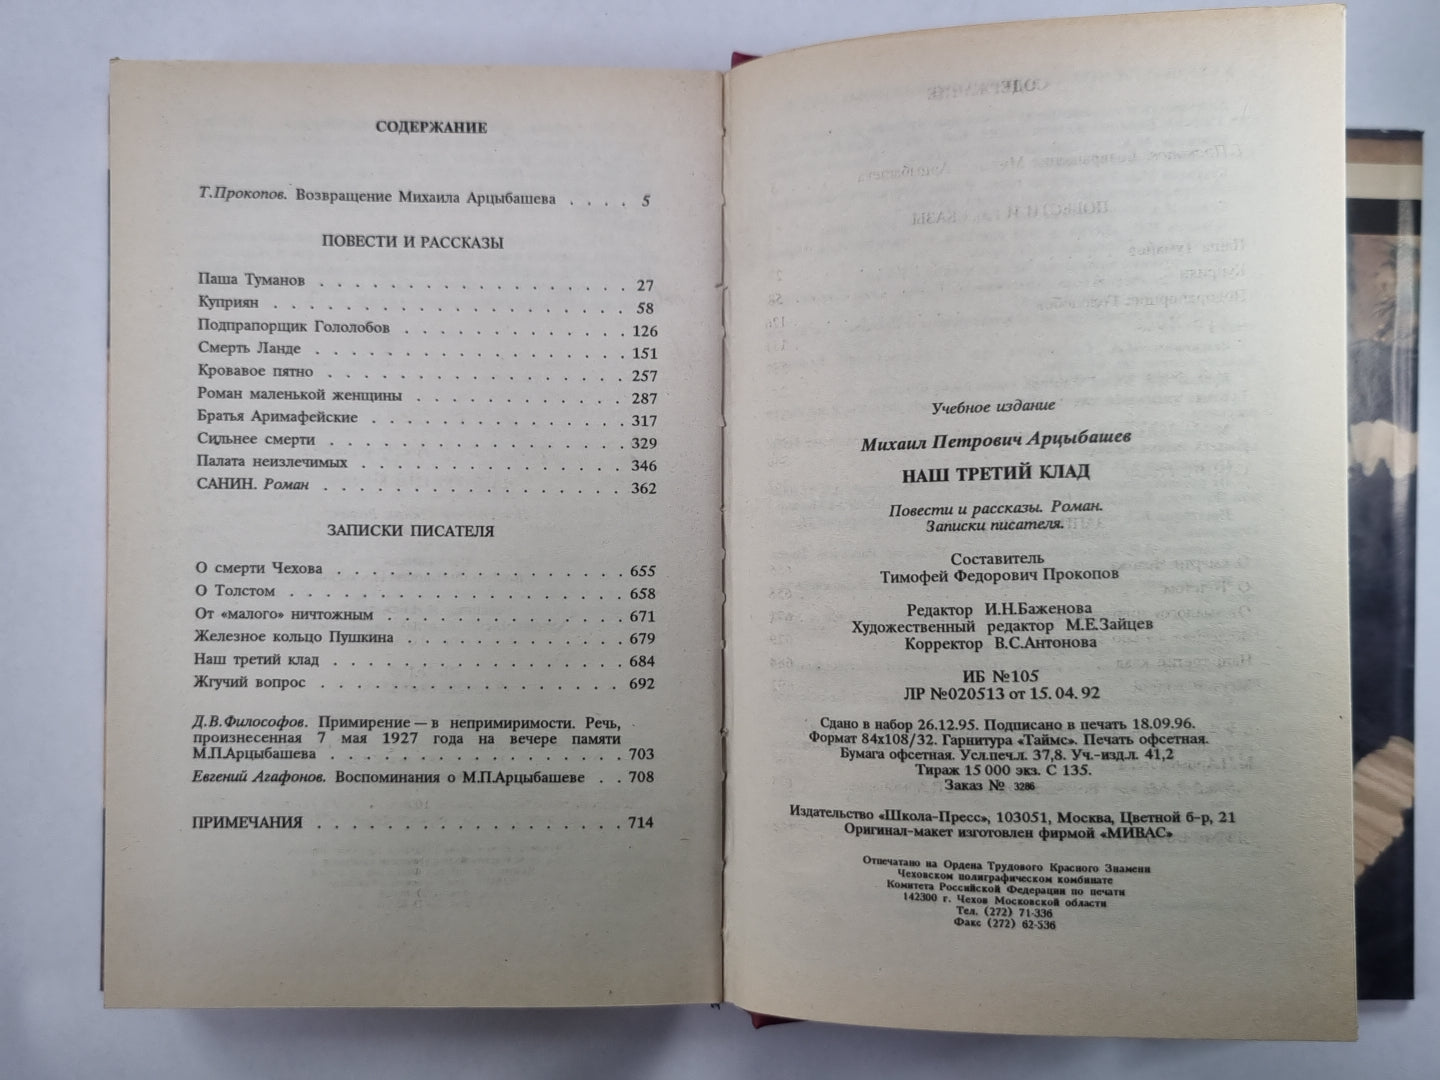 СОДЕРЖАНИЕ
Т.Прокопов. Возвращение Михаила Арцыбашева . . . . 5
ПОВЕСТИ И РАССКАЗЫ
Паша Туманов . . . . . . . . . . . . . . . . . . 27
Куприян . . . . . . . . . . . . . . . . . . . . 58
Подпрапорщик Гололобов . . . . . . . . . . . . 126
Смерть Ланде . . . . . . . . . . . . . . . . . 151
Кровавое пятно . . . . . . . . . . . . . . . . 257
Роман маленькой женщины . . . . . . . . . . . 287
Братья Аримафейские . . . . . . . . . . . . . . 317
Сильнее смерти . . . . . . . . . . . . . . . . 329
Палата неизлечимых . . . . . . . . . . . . . . 346
САНИН. Роман . . . . . . . . . . . . . . . . . 362
ЗАПИСКИ ПИСАТЕЛЯ
О смерти Чехова . . . . . . . . . . . . . . . . 655
О Толстом . . . . . . . . . . . . . . . . . . . 658
От «малого» ничтожным . . . . . . . . . . . . . 671
Железное кольцо Пушкина . . . . . . . . . . . . 679
Наш третий клад . . . . . . . . . . . . . . . . 684
Жгучий вопрос . . . . . . . . . . . . . . . . . 692
Д.В.Философов. Примирение — в непримиримости. Речь,
произнесенная 7 мая 1927 года на вечере памяти
М.П.Арцыбашева . . . . . . . . . . . . . . . . 703
Евгений Агафонов. Воспоминания о М.П.Арцыбашеве . . 708
ПРИМЕЧАНИЯ . . . . . . . . . . . . . . . . . . 714
Учебное издание
Михаил Петрович Арцыбашев
НАШ ТРЕТИЙ КЛАД
Повести и рассказы. Роман.
Записки писателя.
Составитель
Тимофей Федорович Прокопов
Редактор И.Н.Баженова
Художественный редактор М.Е.Зайцев
Корректор В.С.Антонова
ИБ №105
ЛР №020513 от 15.04.92
Сдано в набор 26.12.95. Подписано в печать 18.09.96.
Формат 84х108/32. Гарнитура «Таймс». Печать офсетная.
Бумага офсетная. Усл.печ.л. 37,8. Уч.-изд.л. 41,2
Тираж 15 000 экз. С 135.
Заказ № 3286
Издательство «Школа-Пресс», 103051, Москва, Цветной б-р, 21
Оригинал-макет изготовлен фирмой «МИВАС»
Отпечатано на Ордена Трудового Красного Знамени
Чеховском полиграфическом комбинате
Комитета Российской Федерации по печати
142300 г. Чехов Московской области
Тел. (272) 71-336
Факс (272) 62-536